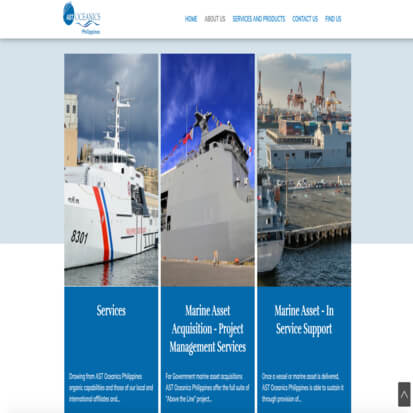 AST OCEANICS
Philippines
HOME ABOUT US SERVICES AND PRODUCTS CONTACT US FIND US
8301
Services
Drawing from AST Oceanics Philippines
organic capabilities and those of our local and
international affiliates and...
Marine Asset
Acquisition - Project
Management Services
For Government marine asset acquisitions
AST Oceanics Philippines offer the full suite of
"Above the Line" project...
Marine Asset - In
Service Support
Once a vessel or marine asset is delivered,
AST Oceanics Philippines is able to sustain it
through provision of...